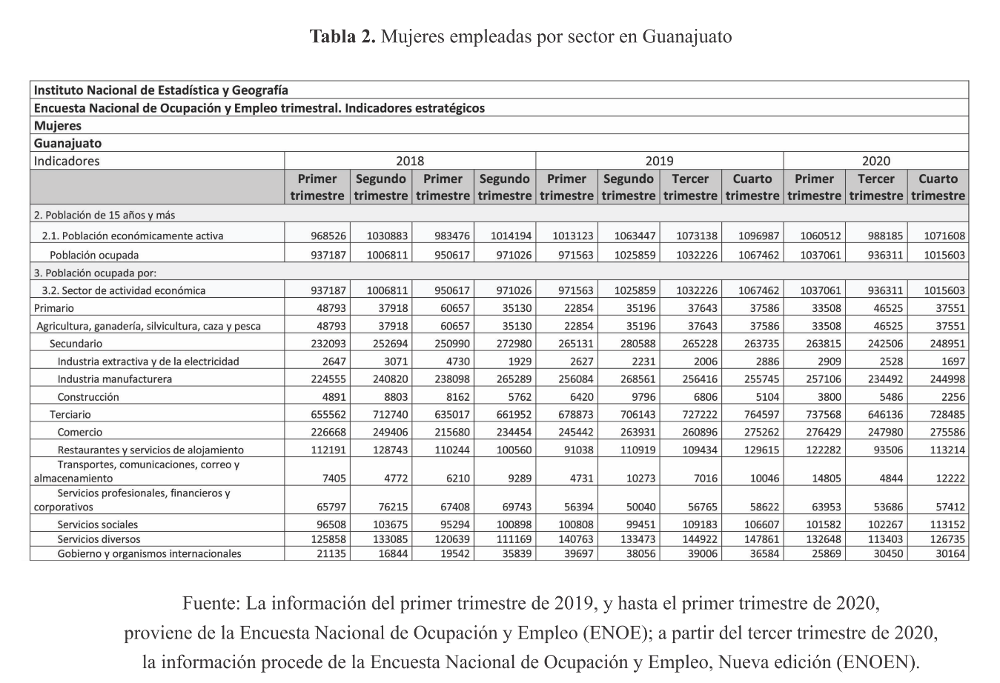 Tabla 2. Mujeres empleadas por sector en Guanajuato
Instituto Nacional de Estadística y Geografía
Encuesta Nacional de Ocupación y Empleo trimestral. Indicadores estratégicos
Mujeres
Guanajuato
Indicadores 2018 2019 2020
Primer Segundo Primer Segundo Primer Segundo Tercer Cuarto Primer Tercer Cuarto
trimestre trimestre trimestre trimestre trimestre trimestre trimestre trimestre trimestre trimestre trimestre
2. Población de 15 años y más
2.1. Población económicamente activa 968526 1030883 983476 1014194 1013123 1063447 1073138 1096987 1060512 988185 1071608
Población ocupada 937187 1006811 950617 971026 971563 1025859 1032226 1067462 1037061 936311 1015603
3. Población ocupada por:
3.2. Sector de actividad económica 937187 1006811 950617 971026 971563 1025859 1032226 1067462 1037061 936311 1015603
Primario 48793 37918 60657 35130 22854 35196 37643 37586 33508 46525 37551
Agricultura, ganadería, silvicultura, caza y pesca 48793 37918 60657 35130 22854 35196 37643 37586 33508 46525 37551
Secundario 232093 252694 250990 272980 265131 280588 265228 263735 263815 242506 248951
Industria extractiva y de la electricidad 2647 3071 4730 1929 2627 2231 2006 2886 2909 2528 1697
Industria manufacturera 224555 240820 238098 265289 256084 268561 256416 255745 257106 234492 244998
Construcción 4891 8803 8162 5762 6420 9796 6806 5104 3800 5486 2256
Terciario 655562 712740 635017 661952 678873 706143 727222 764597 737568 646136 728485
Comercio 226668 249406 215680 234454 245442 263931 260896 275262 276429 247980 275586
Restaurantes y servicios de alojamiento 112191 128743 110244 100560 91038 110919 109434 129615 122282 93506 113214
Transportes, comunicaciones, correo y
almacenamiento 7405 4772 6210 9289 4731 10273 7016 10046 14805 4844 12222
Servicios profesionales, financieros y
corporativos 65797 76215 67408 69743 56394 50040 56765 58622 63953 53686 57412
Servicios sociales 96508 103675 95294 100898 100808 99451 109183 106607 101582 102267 113152
Servicios diversos 125858 133085 120639 111169 140763 133473 144922 147861 132648 113403 126735
Gobierno y organismos internacionales 21135 16844 19542 35839 39697 38056 39006 36584 25869 30450 30164
Fuente: La información del primer trimestre de 2019, y hasta el primer trimestre de 2020,
proviene de la Encuesta Nacional de Ocupación y Empleo (ENOE); a partir del tercer trimestre de 2020,
la información procede de la Encuesta Nacional de Ocupación y Empleo, Nueva edición (ENOEN).